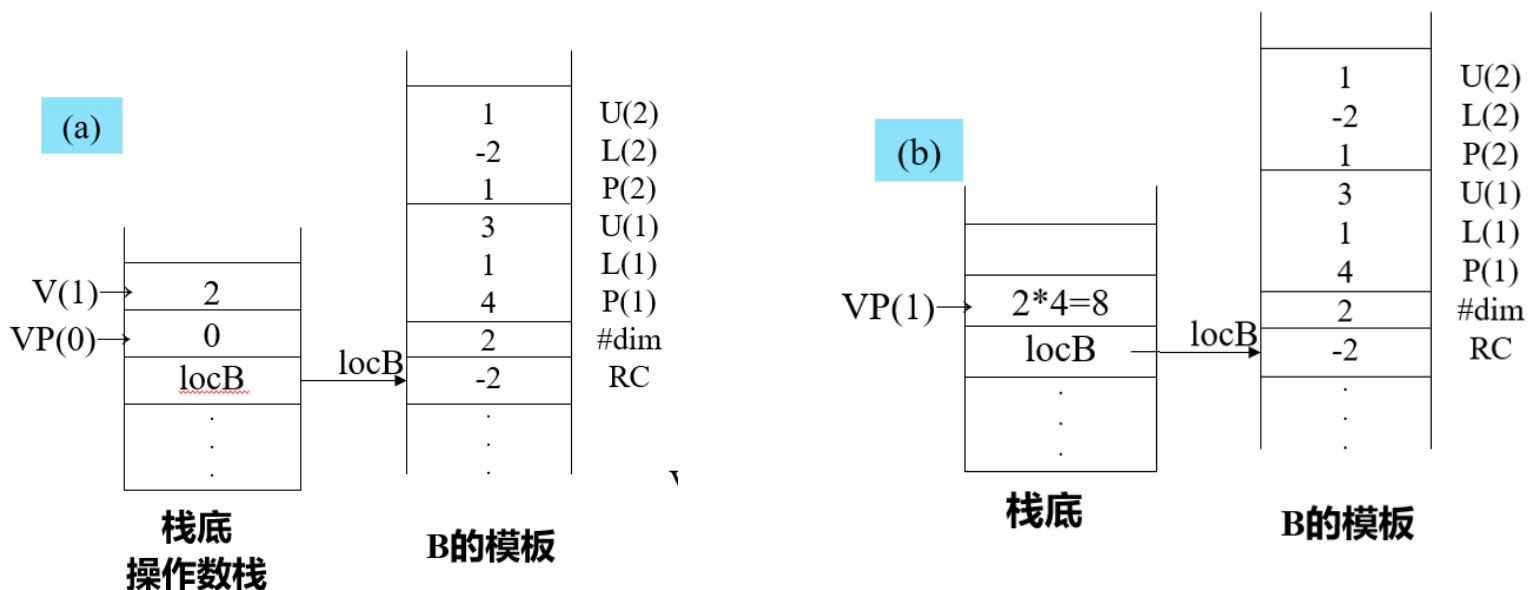 (a)
1 U(2)
-2 L(2)
1 P(2)
3 U(1)
1 L(1)
4 P(1)
2 #dim
-2 RC
V(1) 2
VP(0) 0
locB locB
.
.
.
.
.
.
栈底
操作数栈
B的模板
(b)
1 U(2)
-2 L(2)
1 P(2)
3 U(1)
1 L(1)
4 P(1)
2 #dim
-2 RC
VP(1) 2*4=8
locB locB
.
.
.
.
.
.
栈底
B的模板